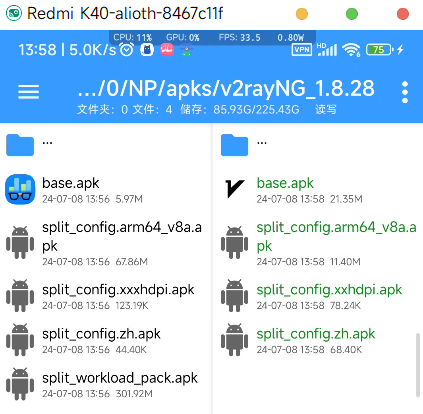 Redmi K40-alioth-8467c11f
CPU: 11% GPU: 0% FPS: 33.5 0.80W
13:58 | 5.0K/s VPN HD 5G 75
.../0/NP/apks/v2rayNG_1.8.28
文件夹: 0 文件: 4 储存: 85.93G/225.43G 读写
...
base.apk
24-07-08 13:56 5.97M
split_config.arm64_v8a.a
pk
24-07-08 13:56 67.86M
split_config.xxxhdpi.apk
24-07-08 13:56 123.19K
split_config.zh.apk
24-07-08 13:56 44.40K
split_workload_pack.apk
24-07-08 13:56 301.92M
...
base.apk
24-07-08 13:58 21.35M
split_config.arm64_v8a.a
pk
24-07-08 13:58 11.40M
split_config.xxhdpi.apk
24-07-08 13:58 78.24K
split_config.zh.apk
24-07-08 13:58 68.40K